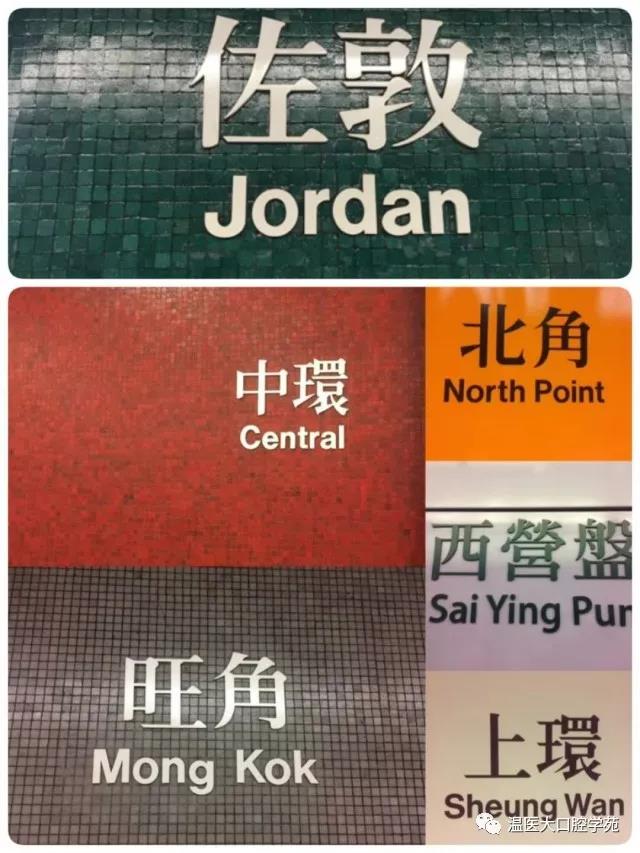 佐敦
Jordan
中環
Central
北角
North Point
西營盤
Sai Ying Pun
旺角
Mong Kok
上環
Sheung Wan
温医大口腔学苑